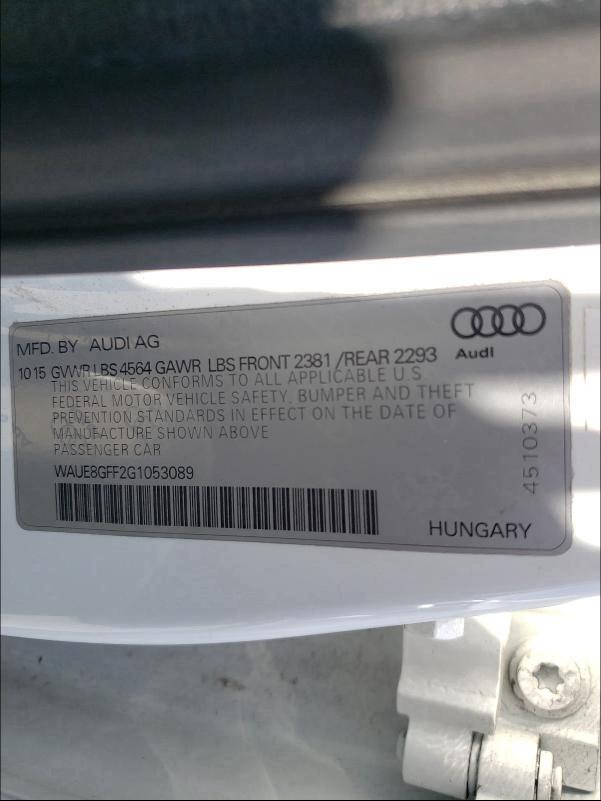 MFD. BY AUDI AG
Audi
10 15 GVWR LBS 4564 GAWR LBS FRONT 2381 /REAR 2293
THIS VEHICLE CONFORMS TO ALL APPLICABLE U.S.
FEDERAL MOTOR VEHICLE SAFETY, BUMPER AND THEFT
PREVENTION STANDARDS IN EFFECT ON THE DATE OF
MANUFACTURE SHOWN ABOVE
PASSENGER CAR
WAUE8GFF2G1053089
HUNGARY
4510373